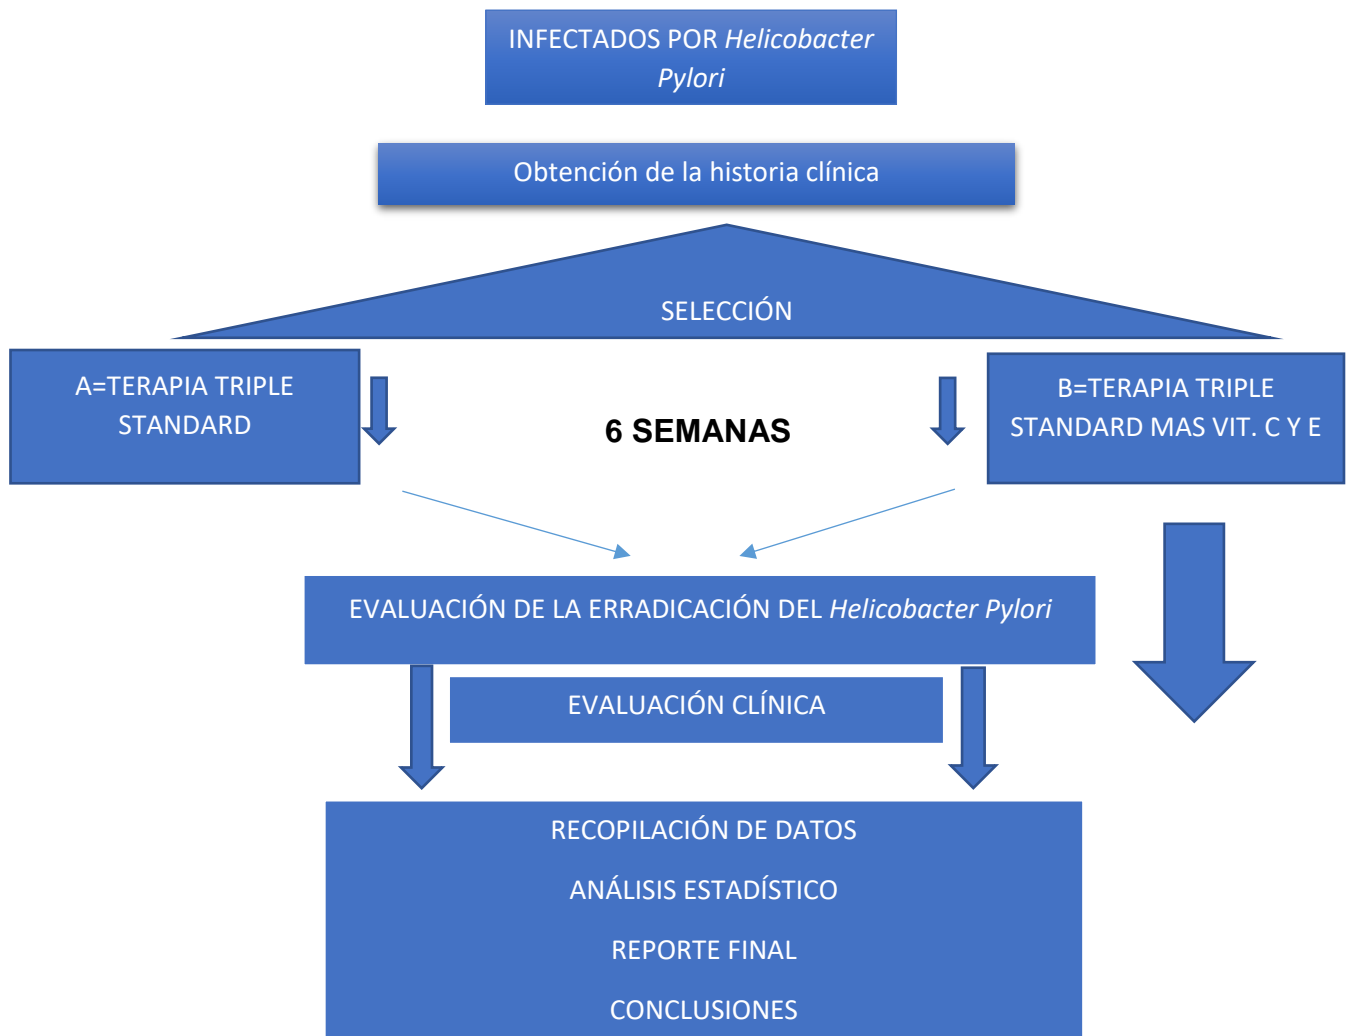 INFECTADOS POR Helicobacter
Pylori
Obtención de la historia clínica
SELECCIÓN
A=TERAPIA TRIPLE
STANDARD
6 SEMANAS
B=TERAPIA TRIPLE
STANDARD MAS VIT. C Y E
EVALUACIÓN DE LA ERRADICACIÓN DEL Helicobacter Pylori
EVALUACIÓN CLÍNICA
RECOPILACIÓN DE DATOS
ANÁLISIS ESTADÍSTICO
REPORTE FINAL
CONCLUSIONES